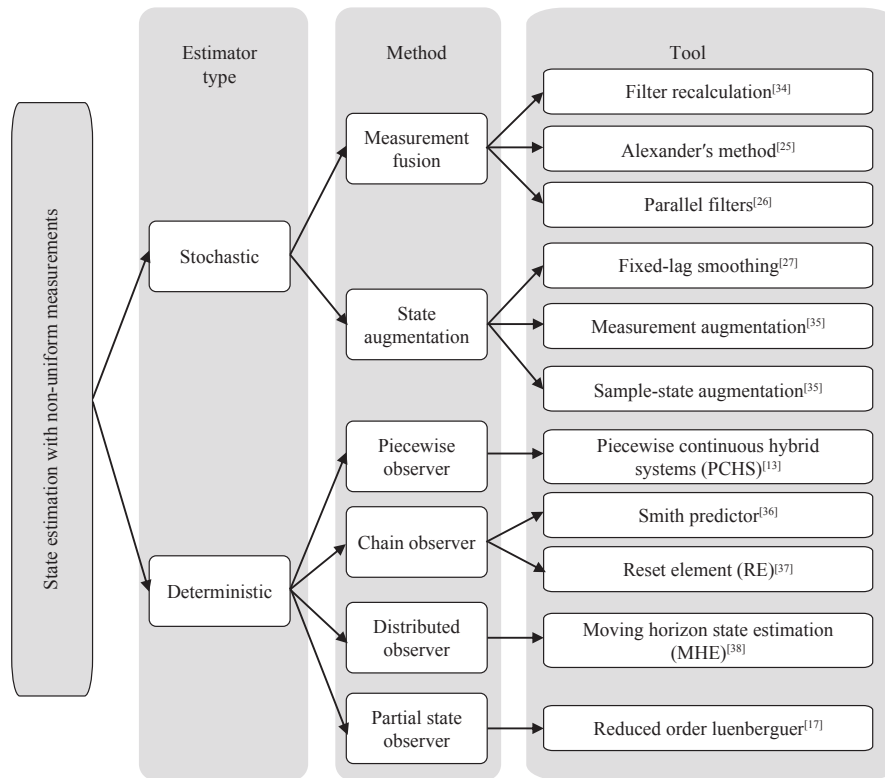 Estimator
type
Method
Tool
State estimation with non-uniform measurements
Stochastic
Deterministic
Measurement
fusion
State
augmentation
Piecewise
observer
Chain observer
Distributed
observer
Partial state
observer
Filter recalculation[34]
Alexander′s method[25]
Parallel filters[26]
Fixed-lag smoothing[27]
Measurement augmentation[35]
Sample-state augmentation[35]
Piecewise continuous hybrid
systems (PCHS)[13]
Smith predictor[36]
Reset element (RE)[37]
Moving horizon state estimation
(MHE)[38]
Reduced order luenberguer[17]